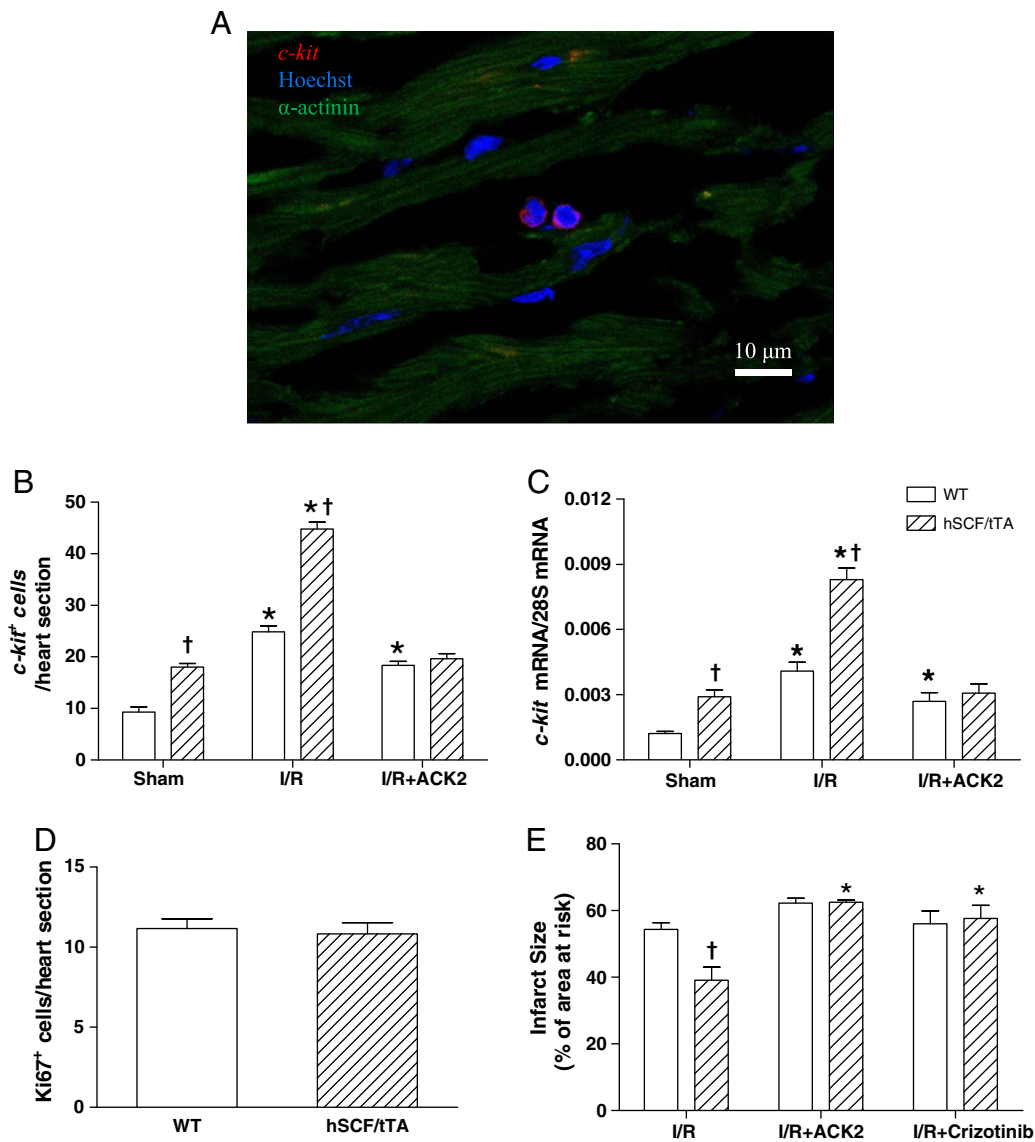 A
c-kit
Hoechst
α-actinin
10 μm
B
c-kit⁺ cells
/heart section
50
40
30
20
10
0
†
*
*†
*
Sham
I/R
I/R+ACK2
C
WT
hSCF/tTA
c-kit mRNA/28S mRNA
0.012
0.009
0.006
0.003
0.000
†
*
*†
*
Sham
I/R
I/R+ACK2
D
Ki67⁺ cells/heart section
15
10
5
0
WT
hSCF/tTA
E
Infarct Size
(% of area at risk)
80
60
40
20
0
†
*
*
I/R
I/R+ACK2
I/R+Crizotinib